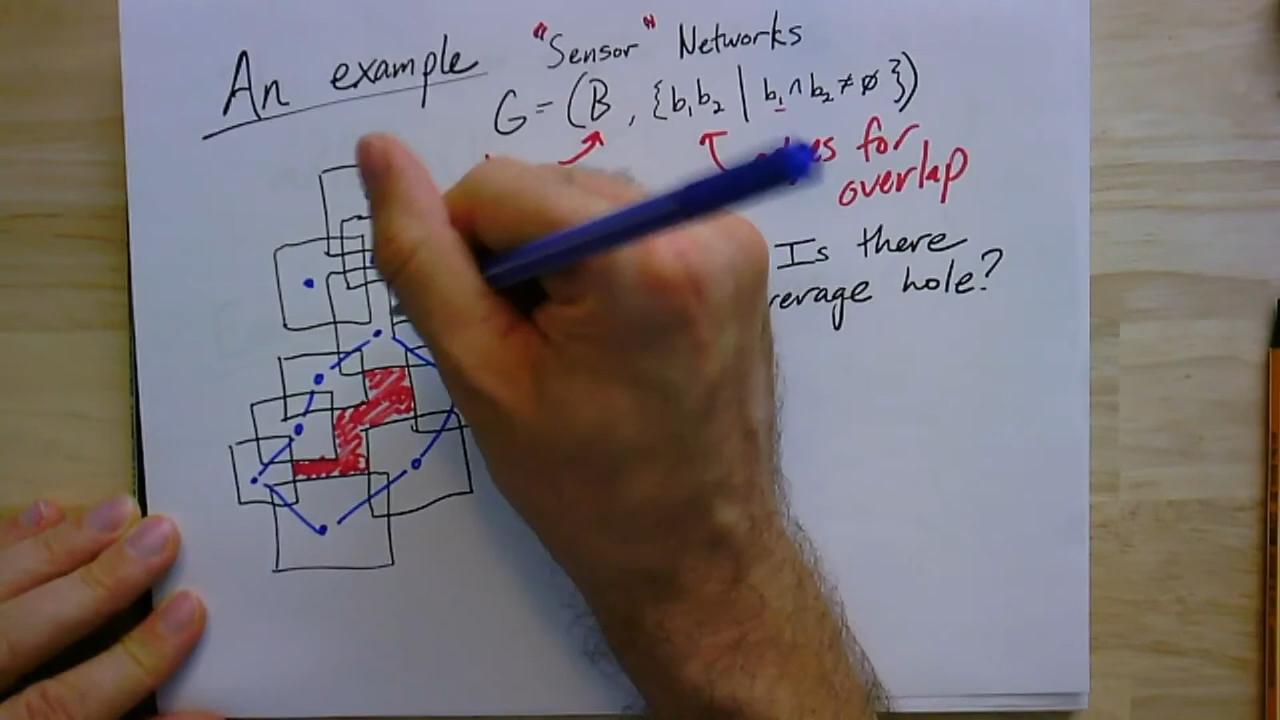 An example "Sensor" Networks
G = (B, {b₁b₂ | b₁ ∩ b₂ ≠ ∅})
for
overlap
Is there
hole?